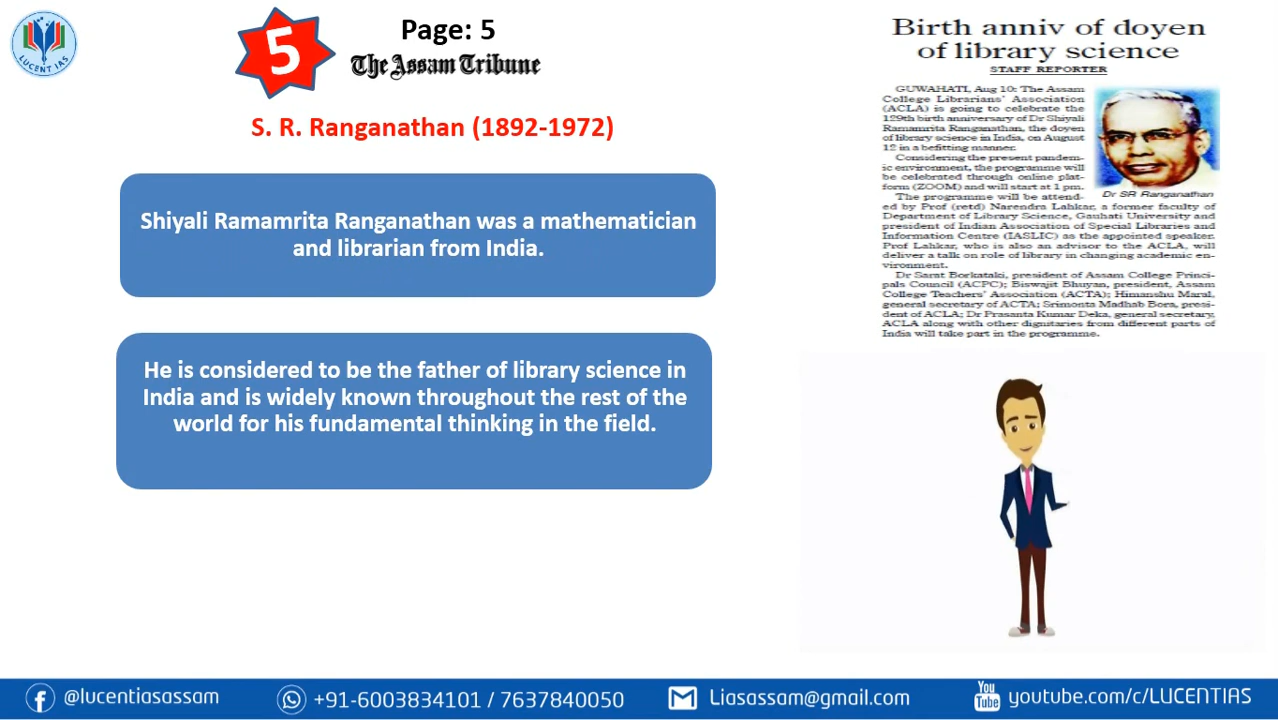 LUCENT IAS
5
Page: 5
The Assam Tribune
S. R. Ranganathan (1892-1972)
Shiyali Ramamrita Ranganathan was a mathematician
and librarian from India.
He is considered to be the father of library science in
India and is widely known throughout the rest of the
world for his fundamental thinking in the field.
Birth anniv of doyen
of library science
STAFF REPORTER
GUWAHATI, Aug 10: The Assam
College Librarians' Association
(ACLA) is going to celebrate the
129th birth anniversary of Dr Shiyali
Ramamrita Ranganathan, the doyen
of library science in India, on August
12 in a befitting manner.
Considering the present pandem-
ic environment, the programme will
be celebrated through online plat-
form (ZOOM) and will start at 1 pm.
The programme will be attend-
Dr SR Ranganathan
ed by Prof (retd) Narendra Lahkar, a former faculty of
Department of Library Science, Gauhati University and
president of Indian Association of Special Libraries and
Information Centre (IASLIC) as the appointed speaker.
Prof Lahkar, who is also an advisor to the ACLA, will
deliver a talk on role of library in changing academic en-
vironment.
Dr Sarat Borkataki, president of Assam College Princi-
pals Council (ACPC); Biswajit Bhuyan, president, Assam
College Teachers' Association (ACTA); Himanshu Maral,
general secretary of ACTA; Srimonta Madhab Bora, presi-
dent of ACLA; Dr Prasanta Kumar Deka, general secretary,
ACLA along with other dignitaries from different parts of
India will take part in the programme.
@lucentiasassam
+91-6003834101 / 7637840050
Liasassam@gmail.com
You
Tube
youtube.com/c/LUCENTIAS